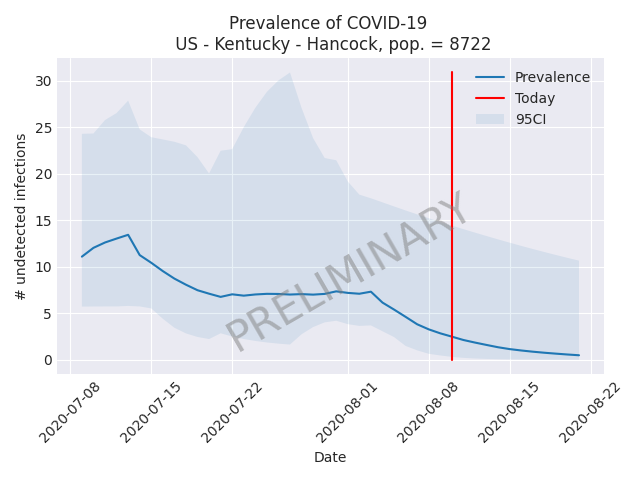 Prevalence of COVID-19
US - Kentucky - Hancock, pop. = 8722
Prevalence
Today
95CI
30
25
20
15
10
5
0
# undetected infections
PRELIMINARY
2020-07-08
2020-07-15
2020-07-22
2020-08-01
2020-08-08
2020-08-15
2020-08-22
Date